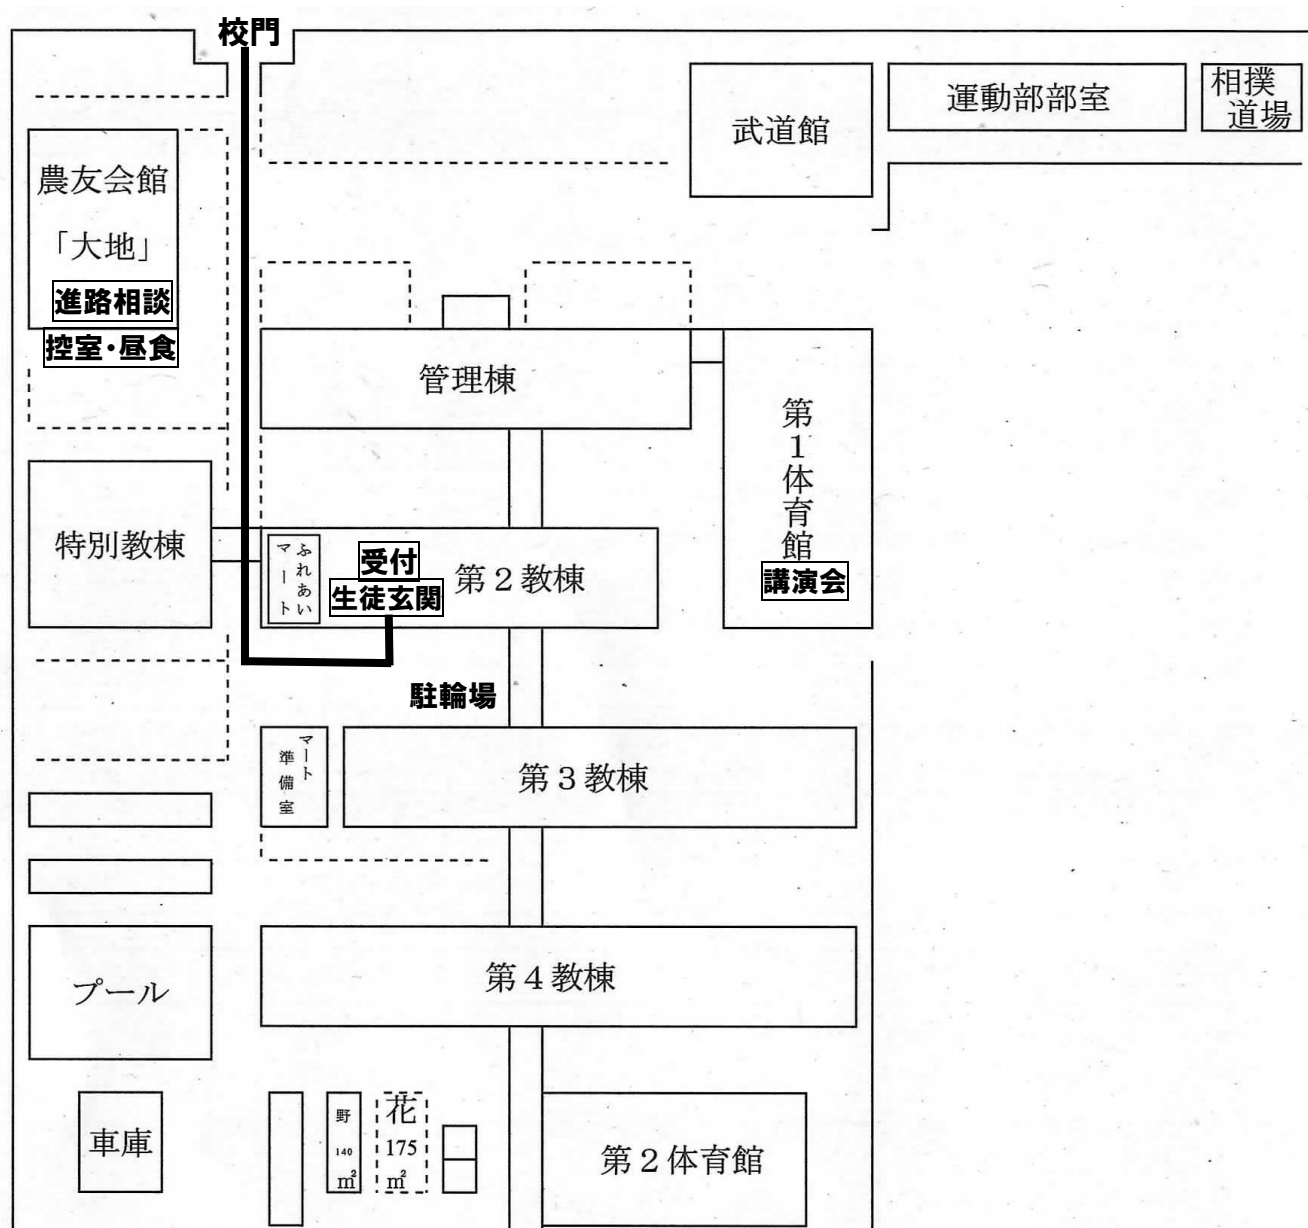 校門
武道館
運動部部室
相撲
道場
農友会館
「大地」
進路相談
控室・昼食
管理棟
第1体育館
講演会
特別教棟
ふれあい
マート
受付
生徒玄関
第2教棟
駐輪場
マート
準備室
第3教棟
プール
第4教棟
車庫
野
140
㎡
花
175
㎡
第2体育館